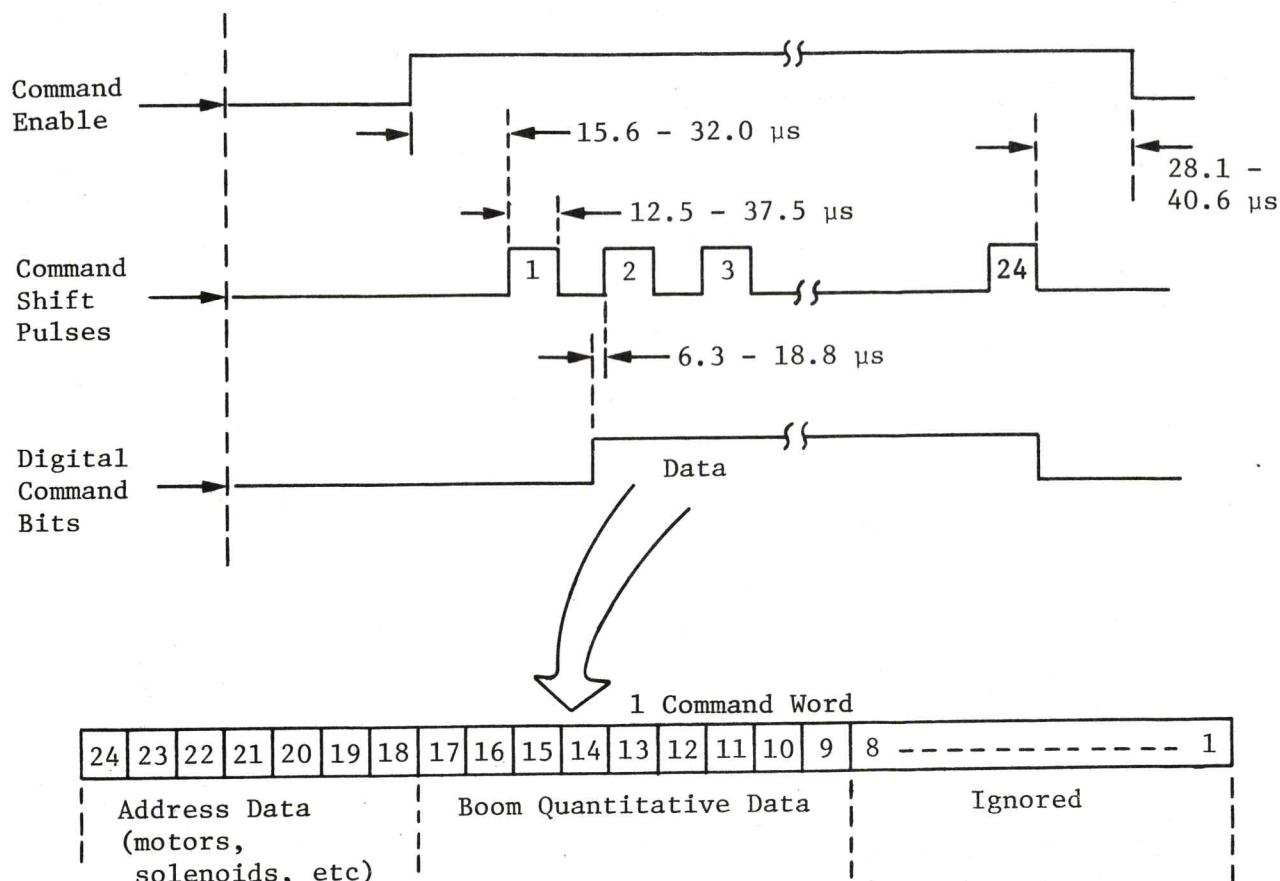 Command
Enable
15.6 - 32.0 µs
28.1 -
40.6 µs
12.5 - 37.5 µs
Command
Shift
Pulses
1
2
3
24
6.3 - 18.8 µs
Digital
Command
Bits
Data
1 Command Word
24 23 22 21 20 19 18 17 16 15 14 13 12 11 10 9 8 - - - - - - - - - - - - - 1
Address Data
(motors,
solenoids, etc)
Boom Quantitative Data
Ignored